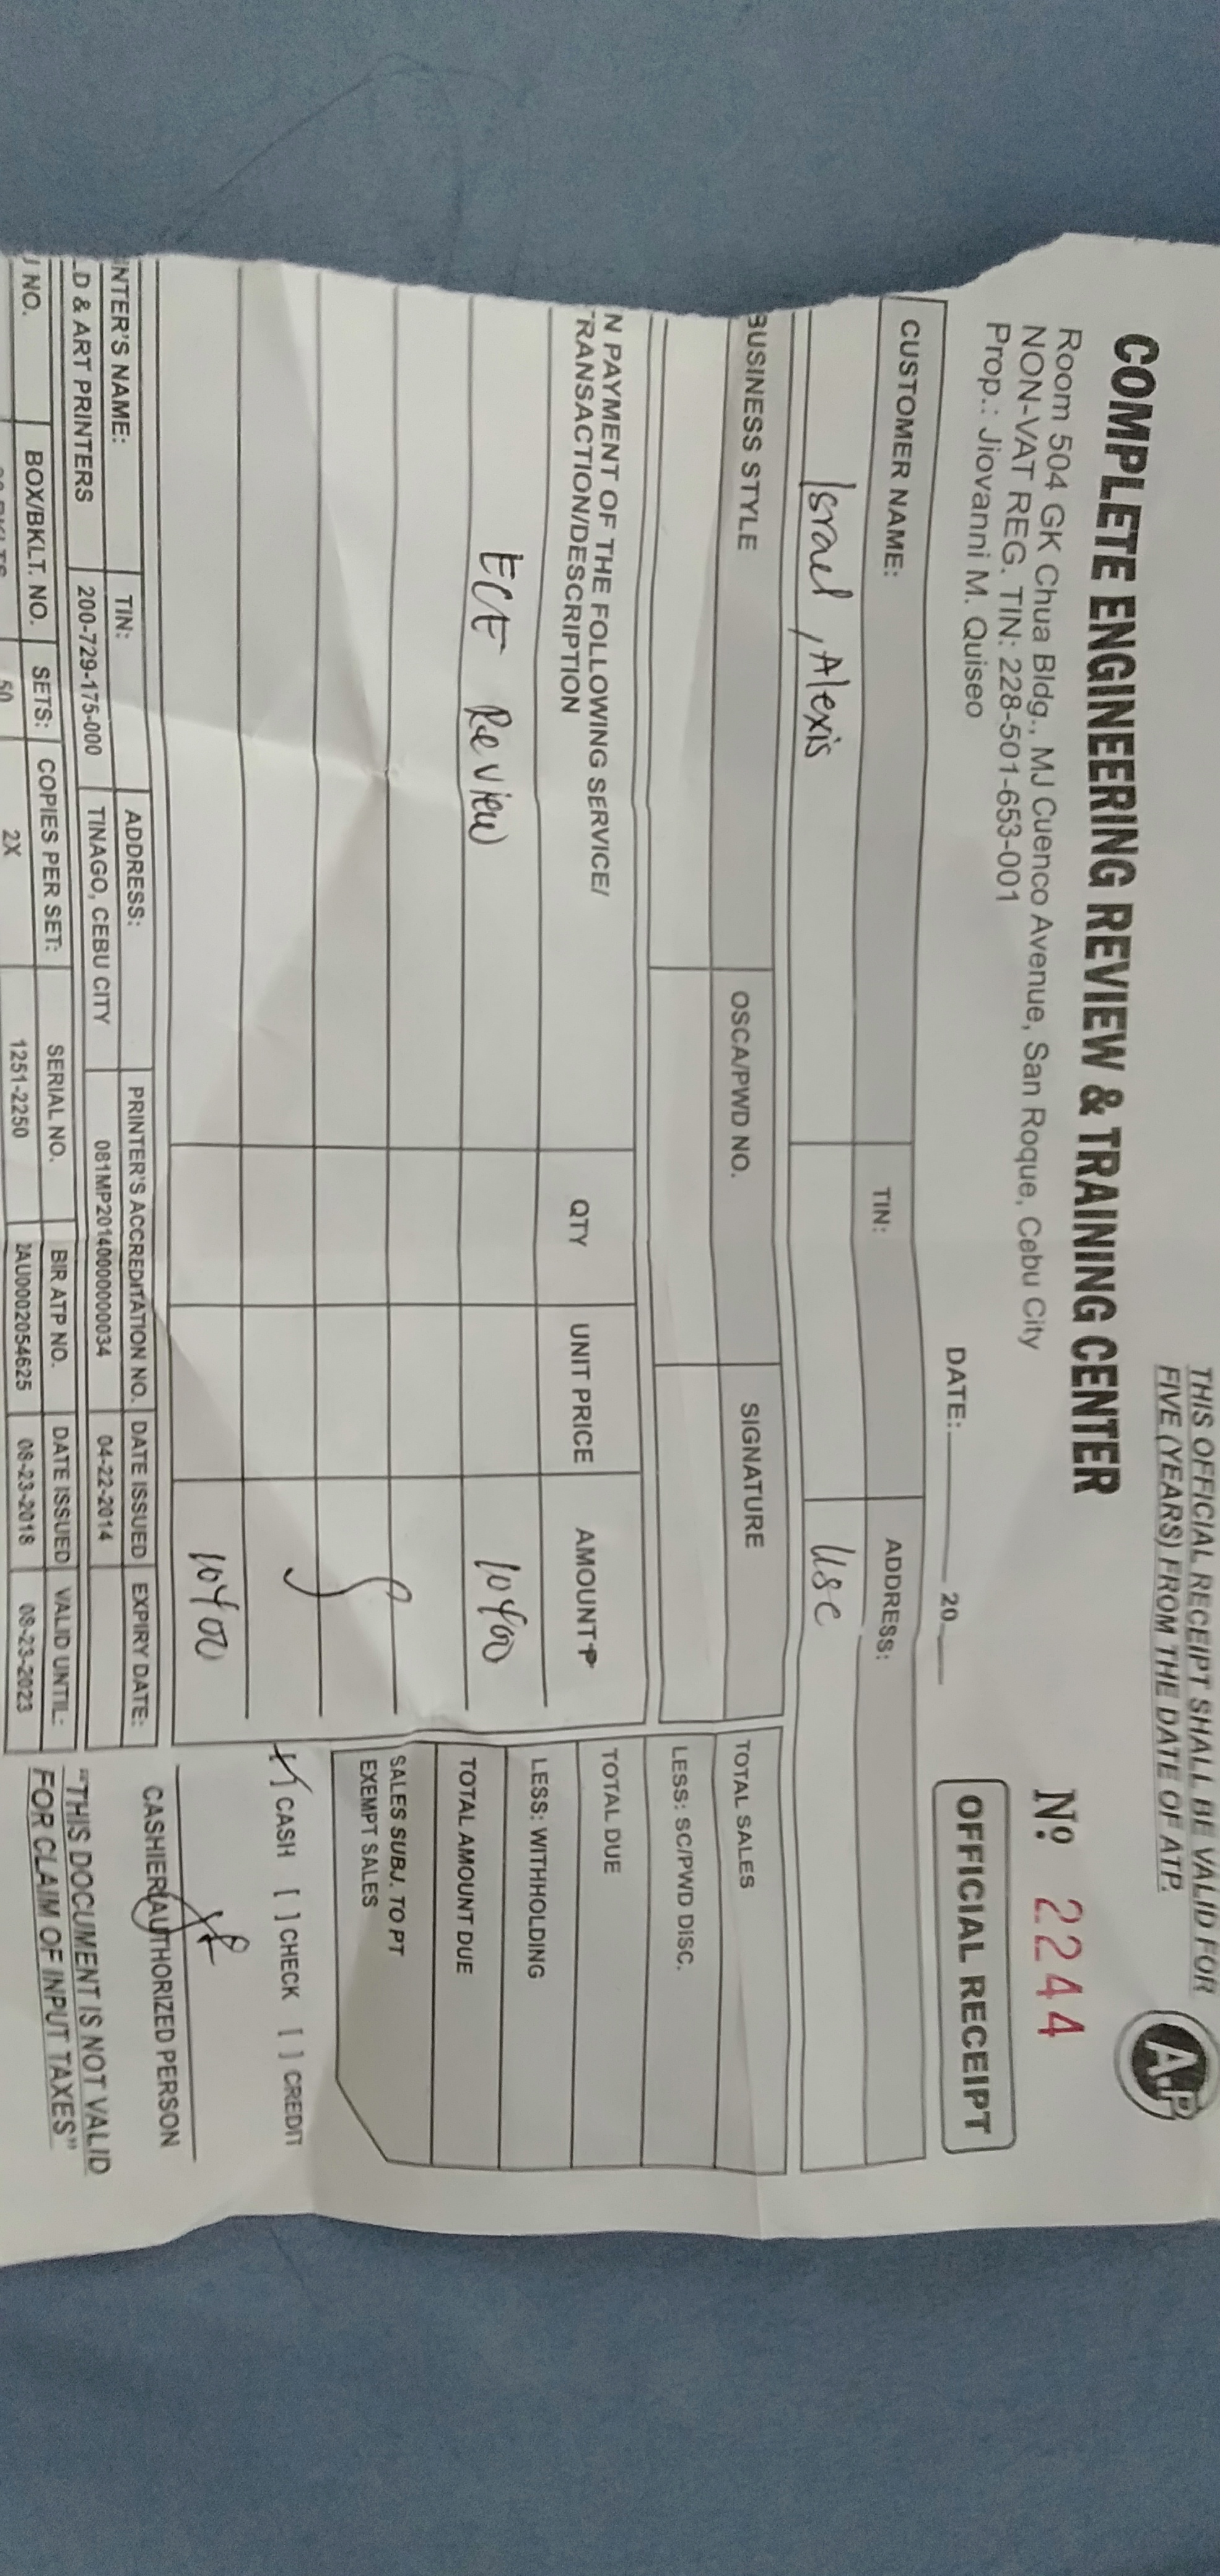 THIS OFFICIAL RECEIPT SHALL BE VALID FOR
FIVE (YEARS) FROM THE DATE OF ATP.
AP
COMPLETE ENGINEERING REVIEW & TRAINING CENTER
Room 504 GK Chua Bldg., MJ Cuenco Avenue, San Roque, Cebu City
NON-VAT REG. TIN: 228-501-653-001
Prop.: Jiovanni M. Quiseo
Nº 2244
OFFICIAL RECEIPT
DATE: 20
CUSTOMER NAME: TIN: ADDRESS:
Israel, Alexis USC
BUSINESS STYLE OSCA/PWD NO. SIGNATURE
N PAYMENT OF THE FOLLOWING SERVICE/
TRANSACTION/DESCRIPTION QTY UNIT PRICE AMOUNT ₱
ECE Review 10400
10400
TOTAL SALES
LESS: SC/PWD DISC.
TOTAL DUE
LESS: WITHHOLDING
TOTAL AMOUNT DUE
SALES SUBJ. TO PT
EXEMPT SALES
[✓] CASH [ ] CHECK [ ] CREDIT
CASHIER/AUTHORIZED PERSON
NTER'S NAME: TIN: ADDRESS: PRINTER'S ACCREDITATION NO. DATE ISSUED EXPIRY DATE:
LD & ART PRINTERS 200-729-175-000 TINAGO, CEBU CITY 081MP20140000000034 04-22-2014
NO. BOX/BKLT. NO. SETS: COPIES PER SET: SERIAL NO. BIR ATP NO. DATE ISSUED VALID UNTIL:
50 2X 1251-2250 2AU0002054625 08-23-2018 08-23-2023
"THIS DOCUMENT IS NOT VALID
FOR CLAIM OF INPUT TAXES"